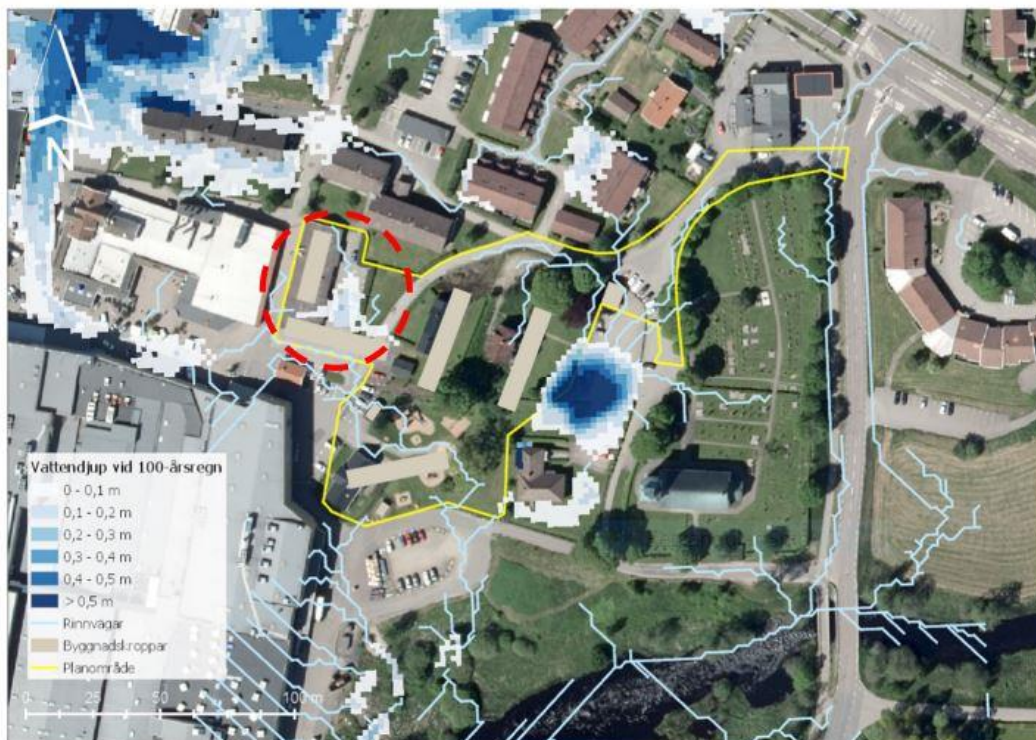 N
Vattendjup vid 100-årsregn
0 - 0,1 m
0,1 - 0,2 m
0,2 - 0,3 m
0,3 - 0,4 m
0,4 - 0,5 m
> 0,5 m
Rinnvägar
Byggnadskroppar
Planområde
0 25 50 100 m